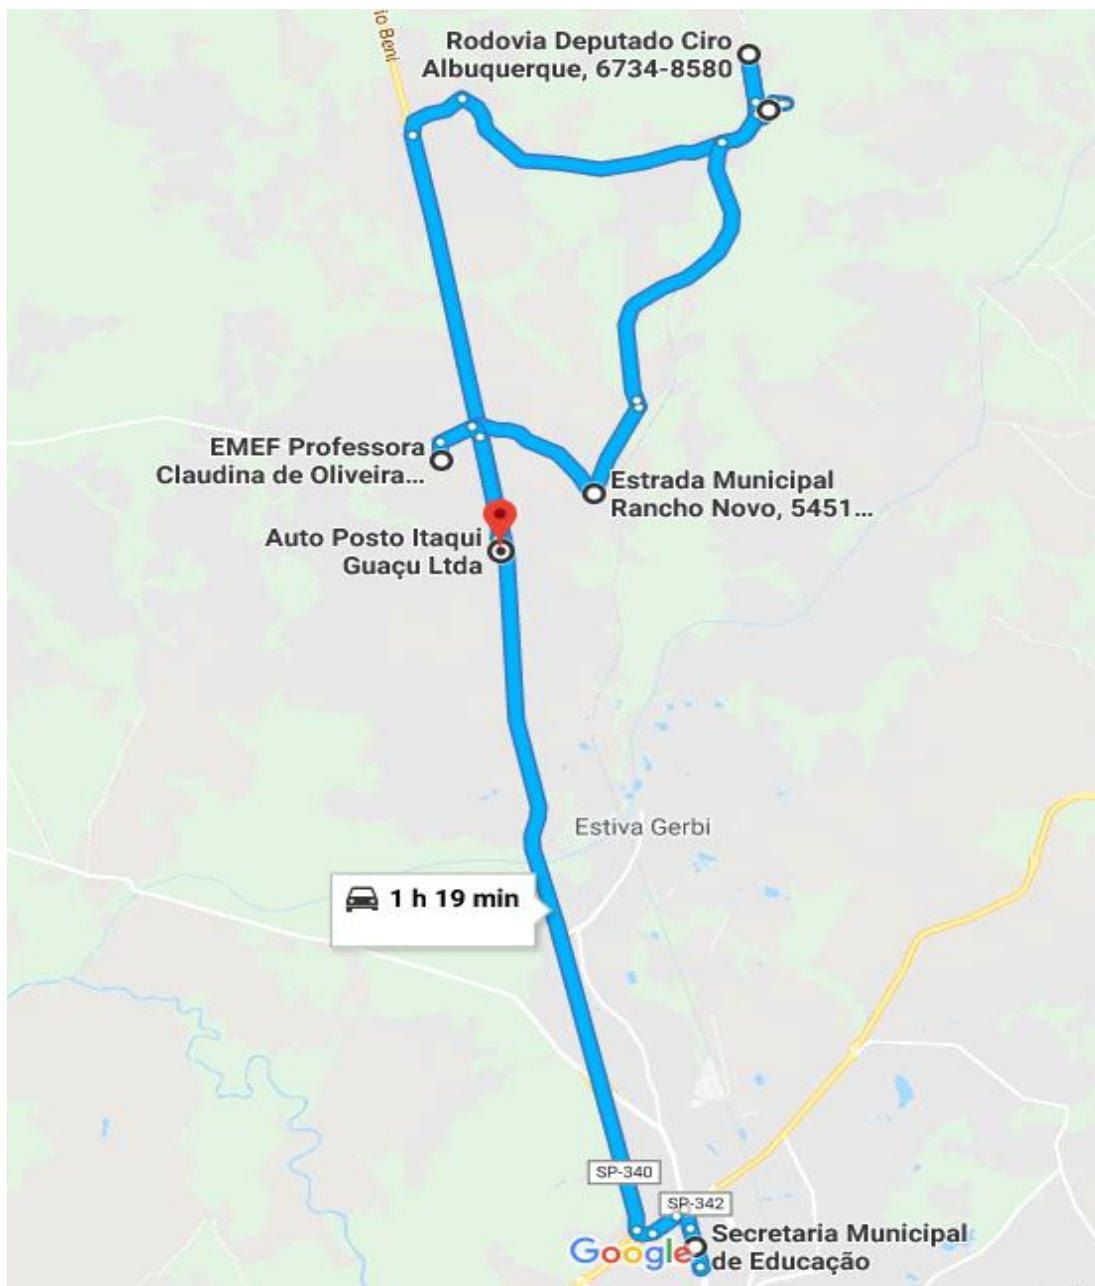 io Beni
Rodovia Deputado Ciro
Albuquerque, 6734-8580
EMEF Professora
Claudina de Oliveira...
Estrada Municipal
Rancho Novo, 5451...
Auto Posto Itaqui
Guaçu Ltda
Estiva Gerbi
1 h 19 min
SP-340
SP-342
Secretaria Municipal
de Educação
Google